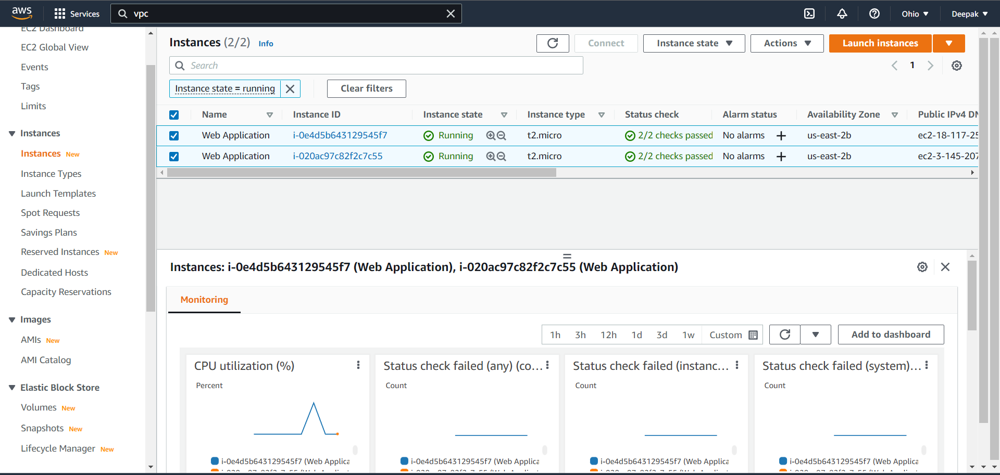 aws Services vpc Ohio Deepak
EC2 Dashboard
EC2 Global View
Events
Tags
Limits
Instances
Instances New
Instance Types
Launch Templates
Spot Requests
Savings Plans
Reserved Instances New
Dedicated Hosts
Capacity Reservations
Images
AMIs New
AMI Catalog
Elastic Block Store
Volumes New
Snapshots New
Lifecycle Manager New
Instances (2/2) Info Connect Instance state Actions Launch instances
Search 1
Instance state = running Clear filters
Name Instance ID Instance state Instance type Status check Alarm status Availability Zone Public IPv4 DN
Web Application i-0e4d5b643129545f7 Running t2.micro 2/2 checks passed No alarms us-east-2b ec2-18-117-25
Web Application i-020ac97c82f2c7c55 Running t2.micro 2/2 checks passed No alarms us-east-2b ec2-3-145-207
Instances: i-0e4d5b643129545f7 (Web Application), i-020ac97c82f2c7c55 (Web Application)
Monitoring
1h 3h 12h 1d 3d 1w Custom Add to dashboard
CPU utilization (%) Status check failed (any) (co... Status check failed (instanc... Status check failed (system)...
Percent Count Count Count
i-0e4d5b643129545f7 (Web Applica i-0e4d5b643129545f7 (Web Applica i-0e4d5b643129545f7 (Web Applica i-0e4d5b643129545f7 (Web Applica